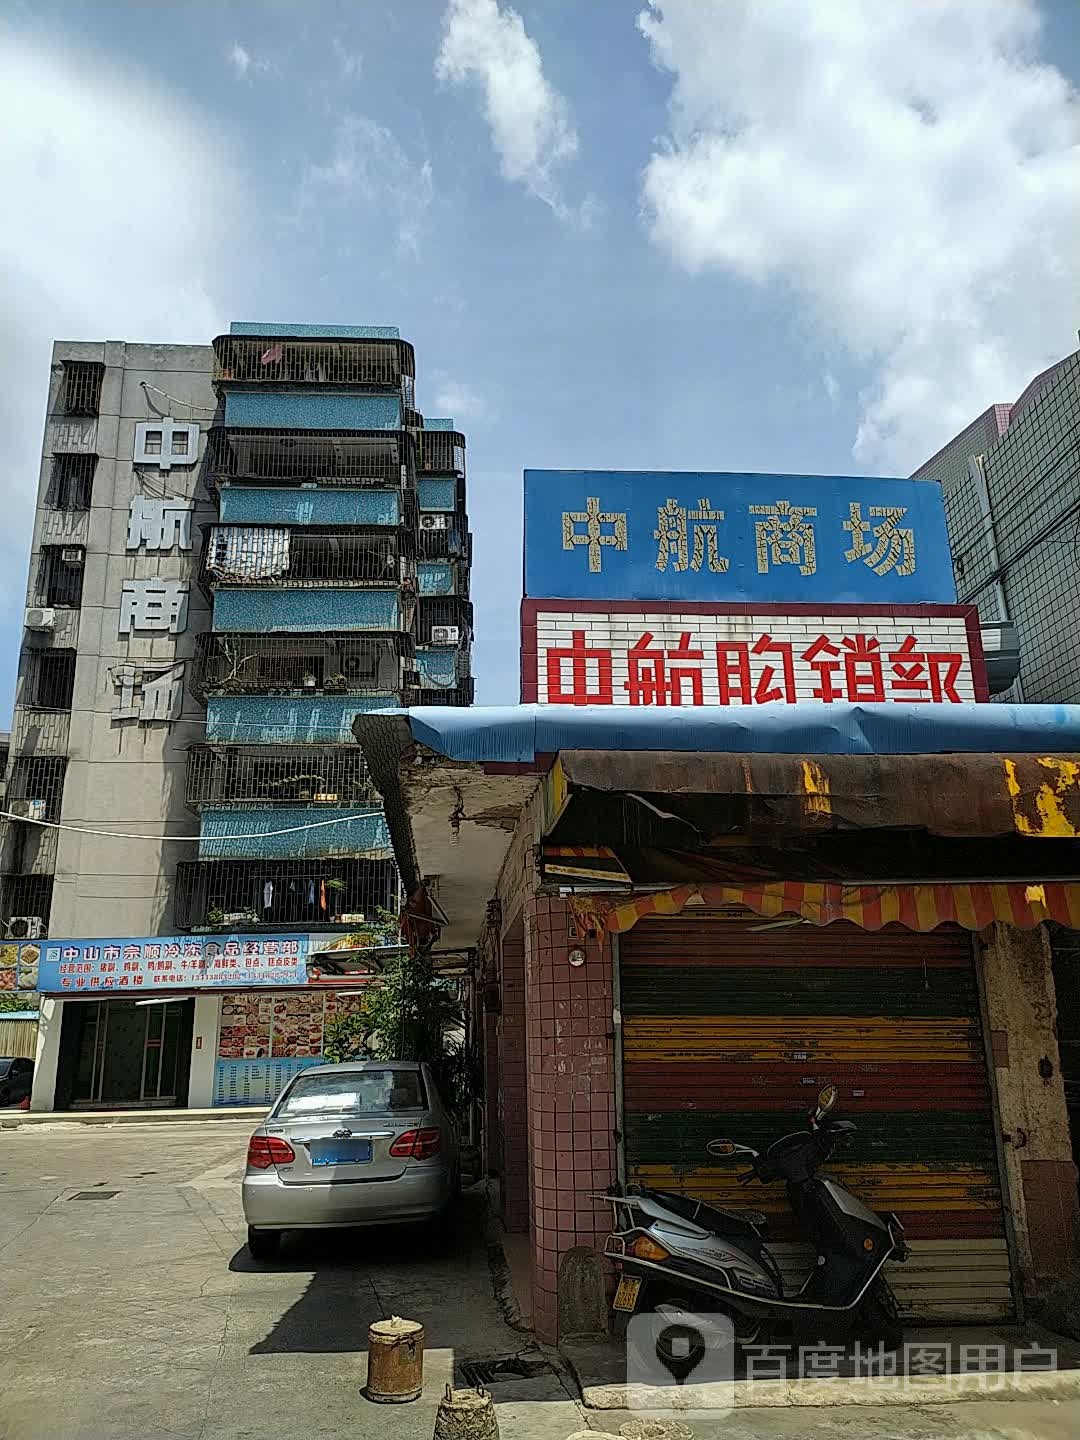 中航商场
中航商场
中航购销部
中山市宗顺冷冻食品经营部
专业供应酒楼
百度地图用户